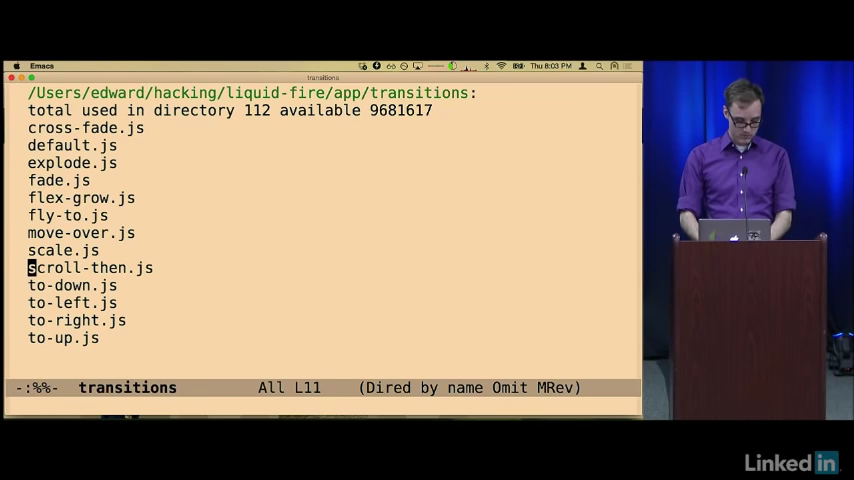 Emacs
Thu 8:03 PM
transitions
/Users/edward/hacking/liquid-fire/app/transitions:
total used in directory 112 available 9681617
cross-fade.js
default.js
explode.js
fade.js
flex-grow.js
fly-to.js
move-over.js
scale.js
scroll-then.js
to-down.js
to-left.js
to-right.js
to-up.js
-:%%-  transitions  All L11  (Dired by name Omit MRev)
Linked in